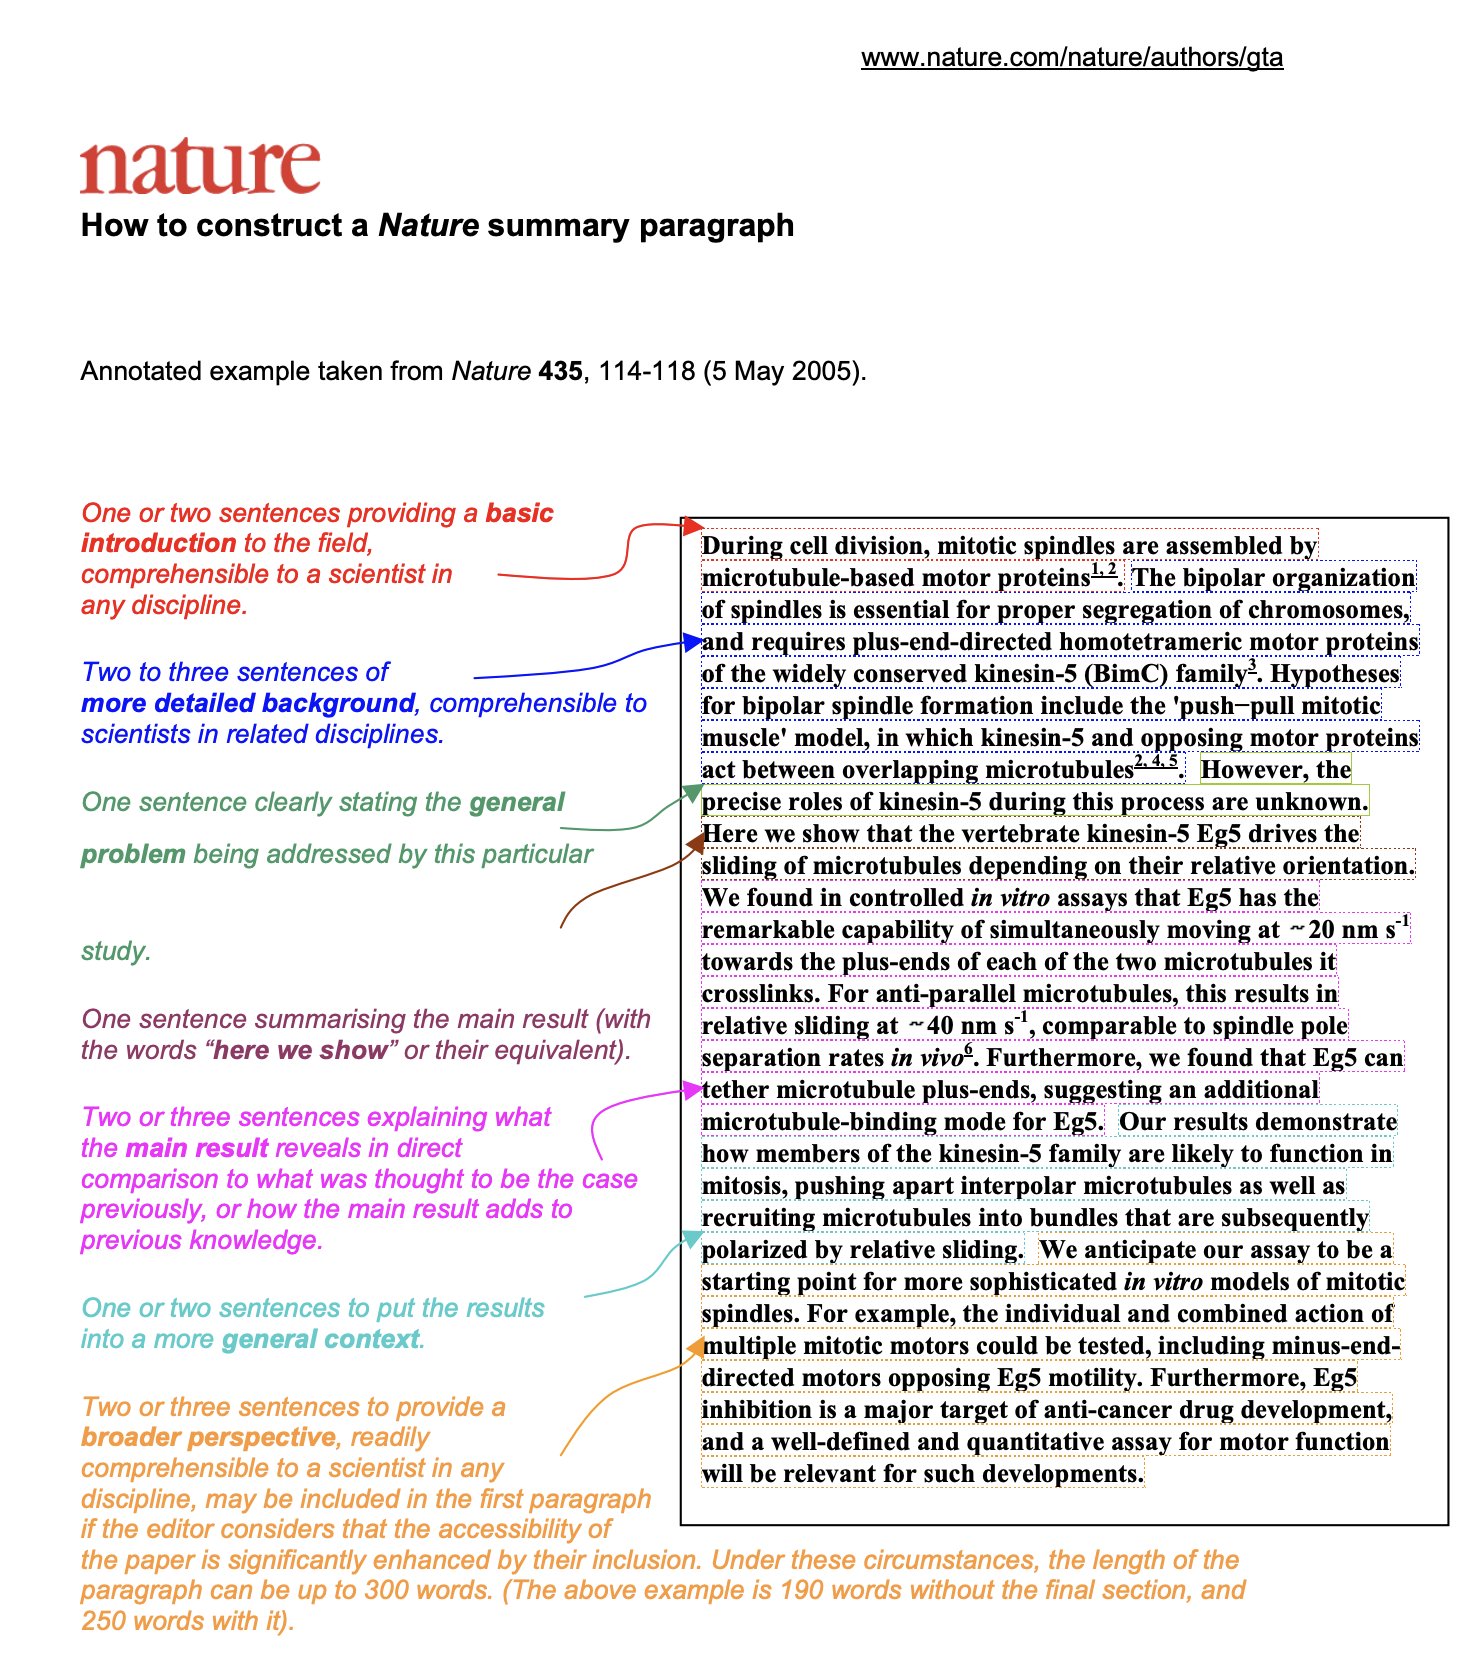 www.nature.com/nature/authors/gta
nature
How to construct a Nature summary paragraph
Annotated example taken from Nature 435, 114-118 (5 May 2005).
One or two sentences providing a basic
introduction to the field,
comprehensible to a scientist in
any discipline.
Two to three sentences of
more detailed background, comprehensible to
scientists in related disciplines.
One sentence clearly stating the general
problem being addressed by this particular
study.
One sentence summarising the main result (with
the words “here we show” or their equivalent).
Two or three sentences explaining what
the main result reveals in direct
comparison to what was thought to be the case
previously, or how the main result adds to
previous knowledge.
One or two sentences to put the results
into a more general context.
Two or three sentences to provide a
broader perspective, readily
comprehensible to a scientist in any
discipline, may be included in the first paragraph
if the editor considers that the accessibility of
the paper is significantly enhanced by their inclusion. Under these circumstances, the length of the
paragraph can be up to 300 words. (The above example is 190 words without the final section, and
250 words with it).
During cell division, mitotic spindles are assembled by
microtubule-based motor proteins1, 2. The bipolar organization
of spindles is essential for proper segregation of chromosomes,
and requires plus-end-directed homotetrameric motor proteins
of the widely conserved kinesin-5 (BimC) family3. Hypotheses
for bipolar spindle formation include the 'push–pull mitotic
muscle' model, in which kinesin-5 and opposing motor proteins
act between overlapping microtubules2, 4, 5. However, the
precise roles of kinesin-5 during this process are unknown.
Here we show that the vertebrate kinesin-5 Eg5 drives the
sliding of microtubules depending on their relative orientation.
We found in controlled in vitro assays that Eg5 has the
remarkable capability of simultaneously moving at ~20 nm s-1
towards the plus-ends of each of the two microtubules it
crosslinks. For anti-parallel microtubules, this results in
relative sliding at ~40 nm s-1, comparable to spindle pole
separation rates in vivo6. Furthermore, we found that Eg5 can
tether microtubule plus-ends, suggesting an additional
microtubule-binding mode for Eg5. Our results demonstrate
how members of the kinesin-5 family are likely to function in
mitosis, pushing apart interpolar microtubules as well as
recruiting microtubules into bundles that are subsequently
polarized by relative sliding. We anticipate our assay to be a
starting point for more sophisticated in vitro models of mitotic
spindles. For example, the individual and combined action of
multiple mitotic motors could be tested, including minus-end-
directed motors opposing Eg5 motility. Furthermore, Eg5
inhibition is a major target of anti-cancer drug development,
and a well-defined and quantitative assay for motor function
will be relevant for such developments.